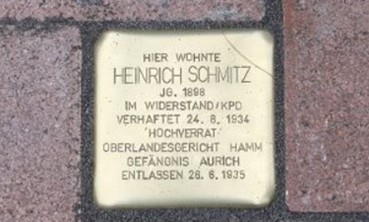 HIER WOHNTE
HEINRICH SCHMITZ
JG. 1898
IM WIDERSTAND/KPD
VERHAFTET 24. 8. 1934
'HOCHVERRAT'
OBERLANDESGERICHT HAMM
GEFÄNGNIS AURICH
ENTLASSEN 26. 6. 1935